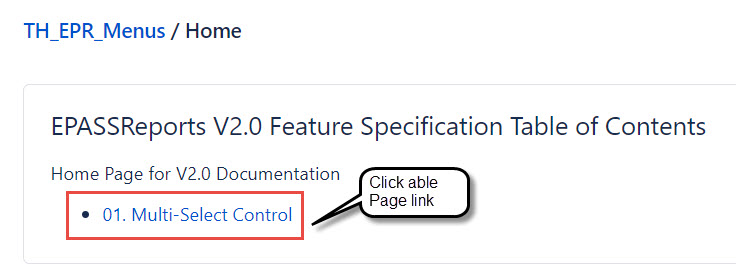 TH_EPR_Menus / Home
EPASSReports V2.0 Feature Specification Table of Contents
Home Page for V2.0 Documentation
Click able
Page link
• 01. Multi-Select Control